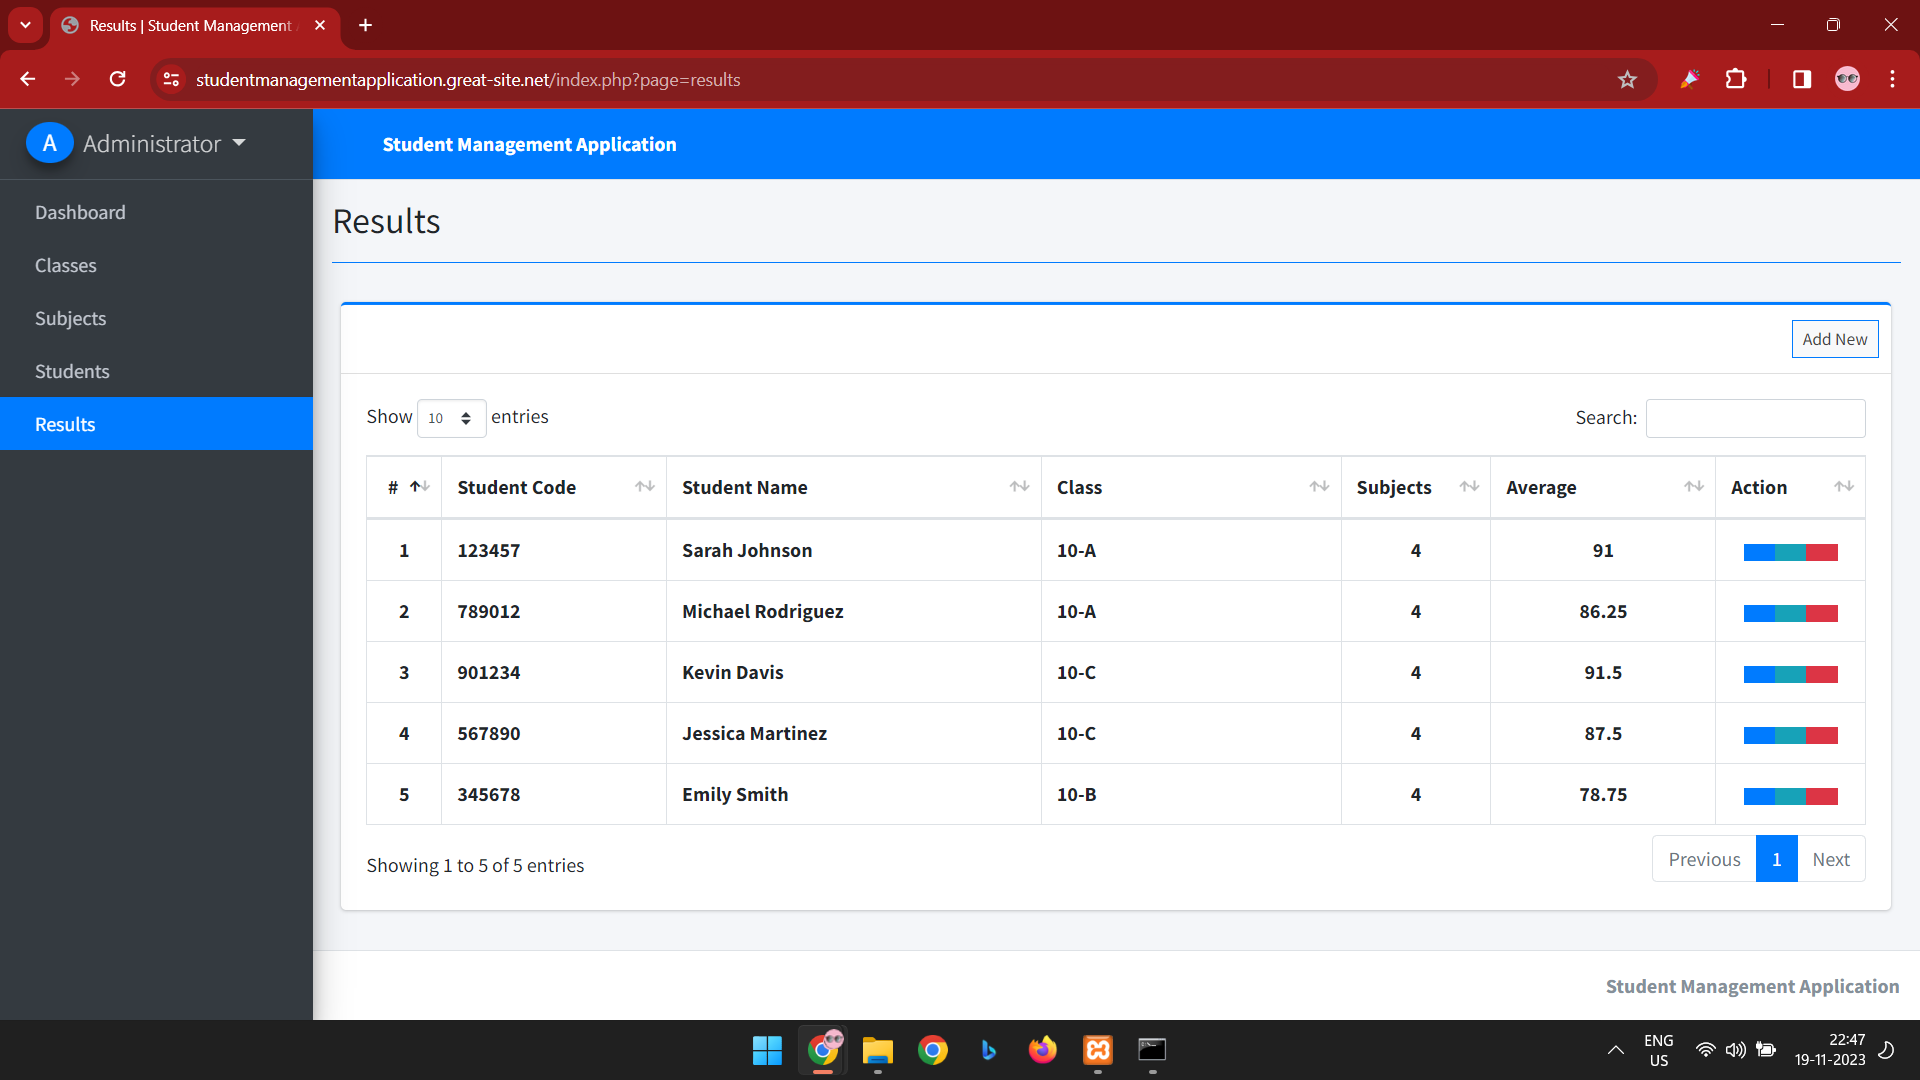 Results | Student Management
studentmanagementapplication.great-site.net/index.php?page=results
A Administrator
Student Management Application
Dashboard
Classes
Subjects
Students
Results
Results
Add New
Show 10 entries
Search:
# Student Code Student Name Class Subjects Average Action
1 123457 Sarah Johnson 10-A 4 91
2 789012 Michael Rodriguez 10-A 4 86.25
3 901234 Kevin Davis 10-C 4 91.5
4 567890 Jessica Martinez 10-C 4 87.5
5 345678 Emily Smith 10-B 4 78.75
Showing 1 to 5 of 5 entries
Previous 1 Next
Student Management Application
ENG
US
22:47
19-11-2023